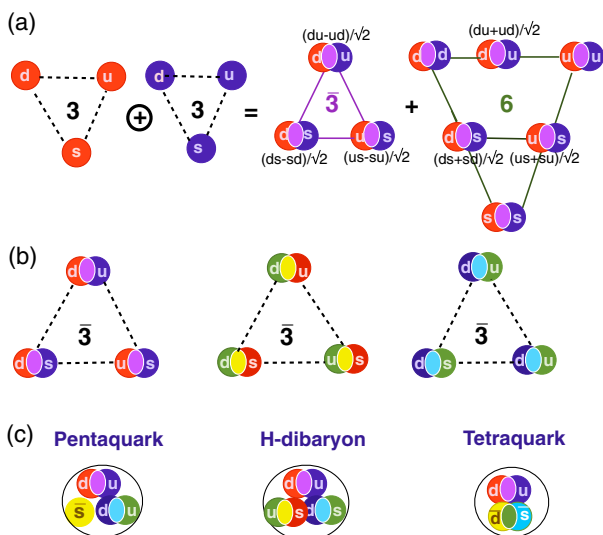 (a)
(du-ud)/√2
(du+ud)/√2
d u d u d u d d d u u u
3 ⊕ 3 = 3̄ + 6
s s d s u s d s u s
(ds-sd)/√2 (us-su)/√2 (ds+sd)/√2 (us+su)/√2
s s
(b)
d u d u d u
3̄ 3̄ 3̄
d s u s d s u s d s d u
(c)
Pentaquark H-dibaryon Tetraquark
d u d u d u
s̄ d u u s d u d̄ s̄